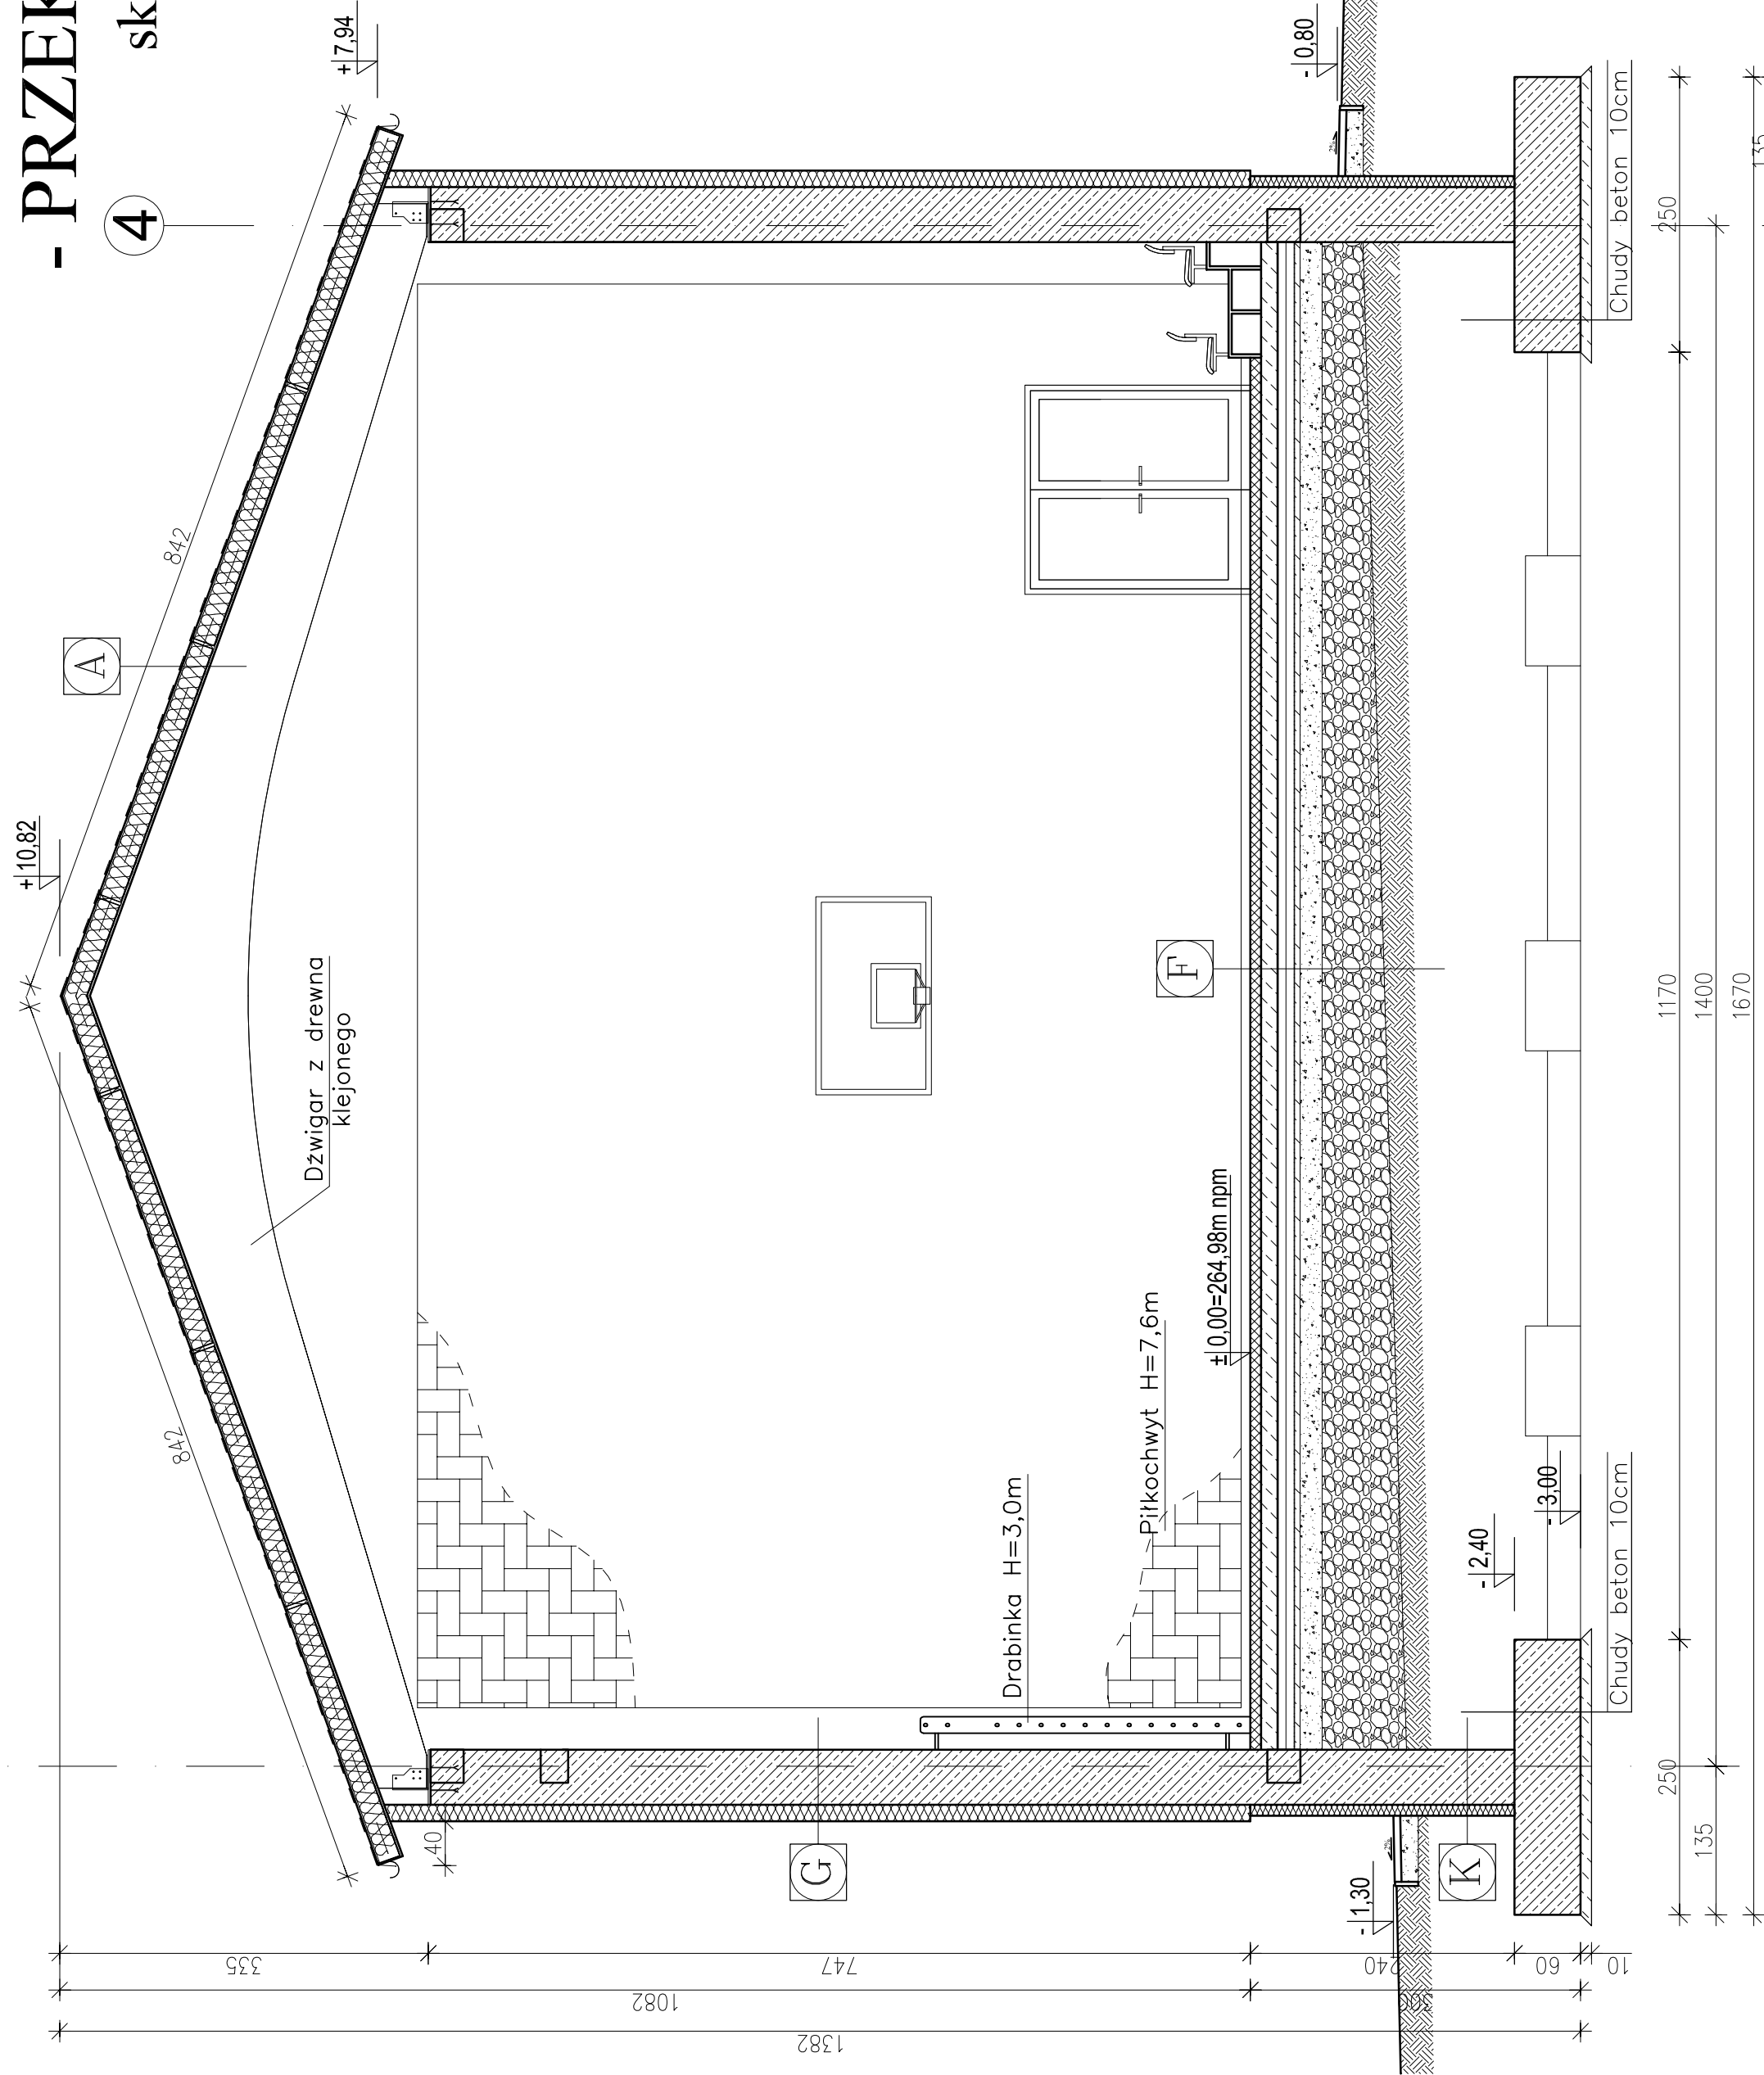 - PRZEK
sk
4
+7,94
- 0,80
A
842
+10,82
842
Dźwigar z drewna
klejonego
F
± 0,00=264,98m npm
Piłkochwyt H=7,6m
Drabinka H=3,0m
- 3,00
- 2,40
- 1,30
G
K
40
Chudy beton 10cm
Chudy beton 10cm
250
1170
250
135
1400
1670
135
335
747
240
60
10
1082
300
1382